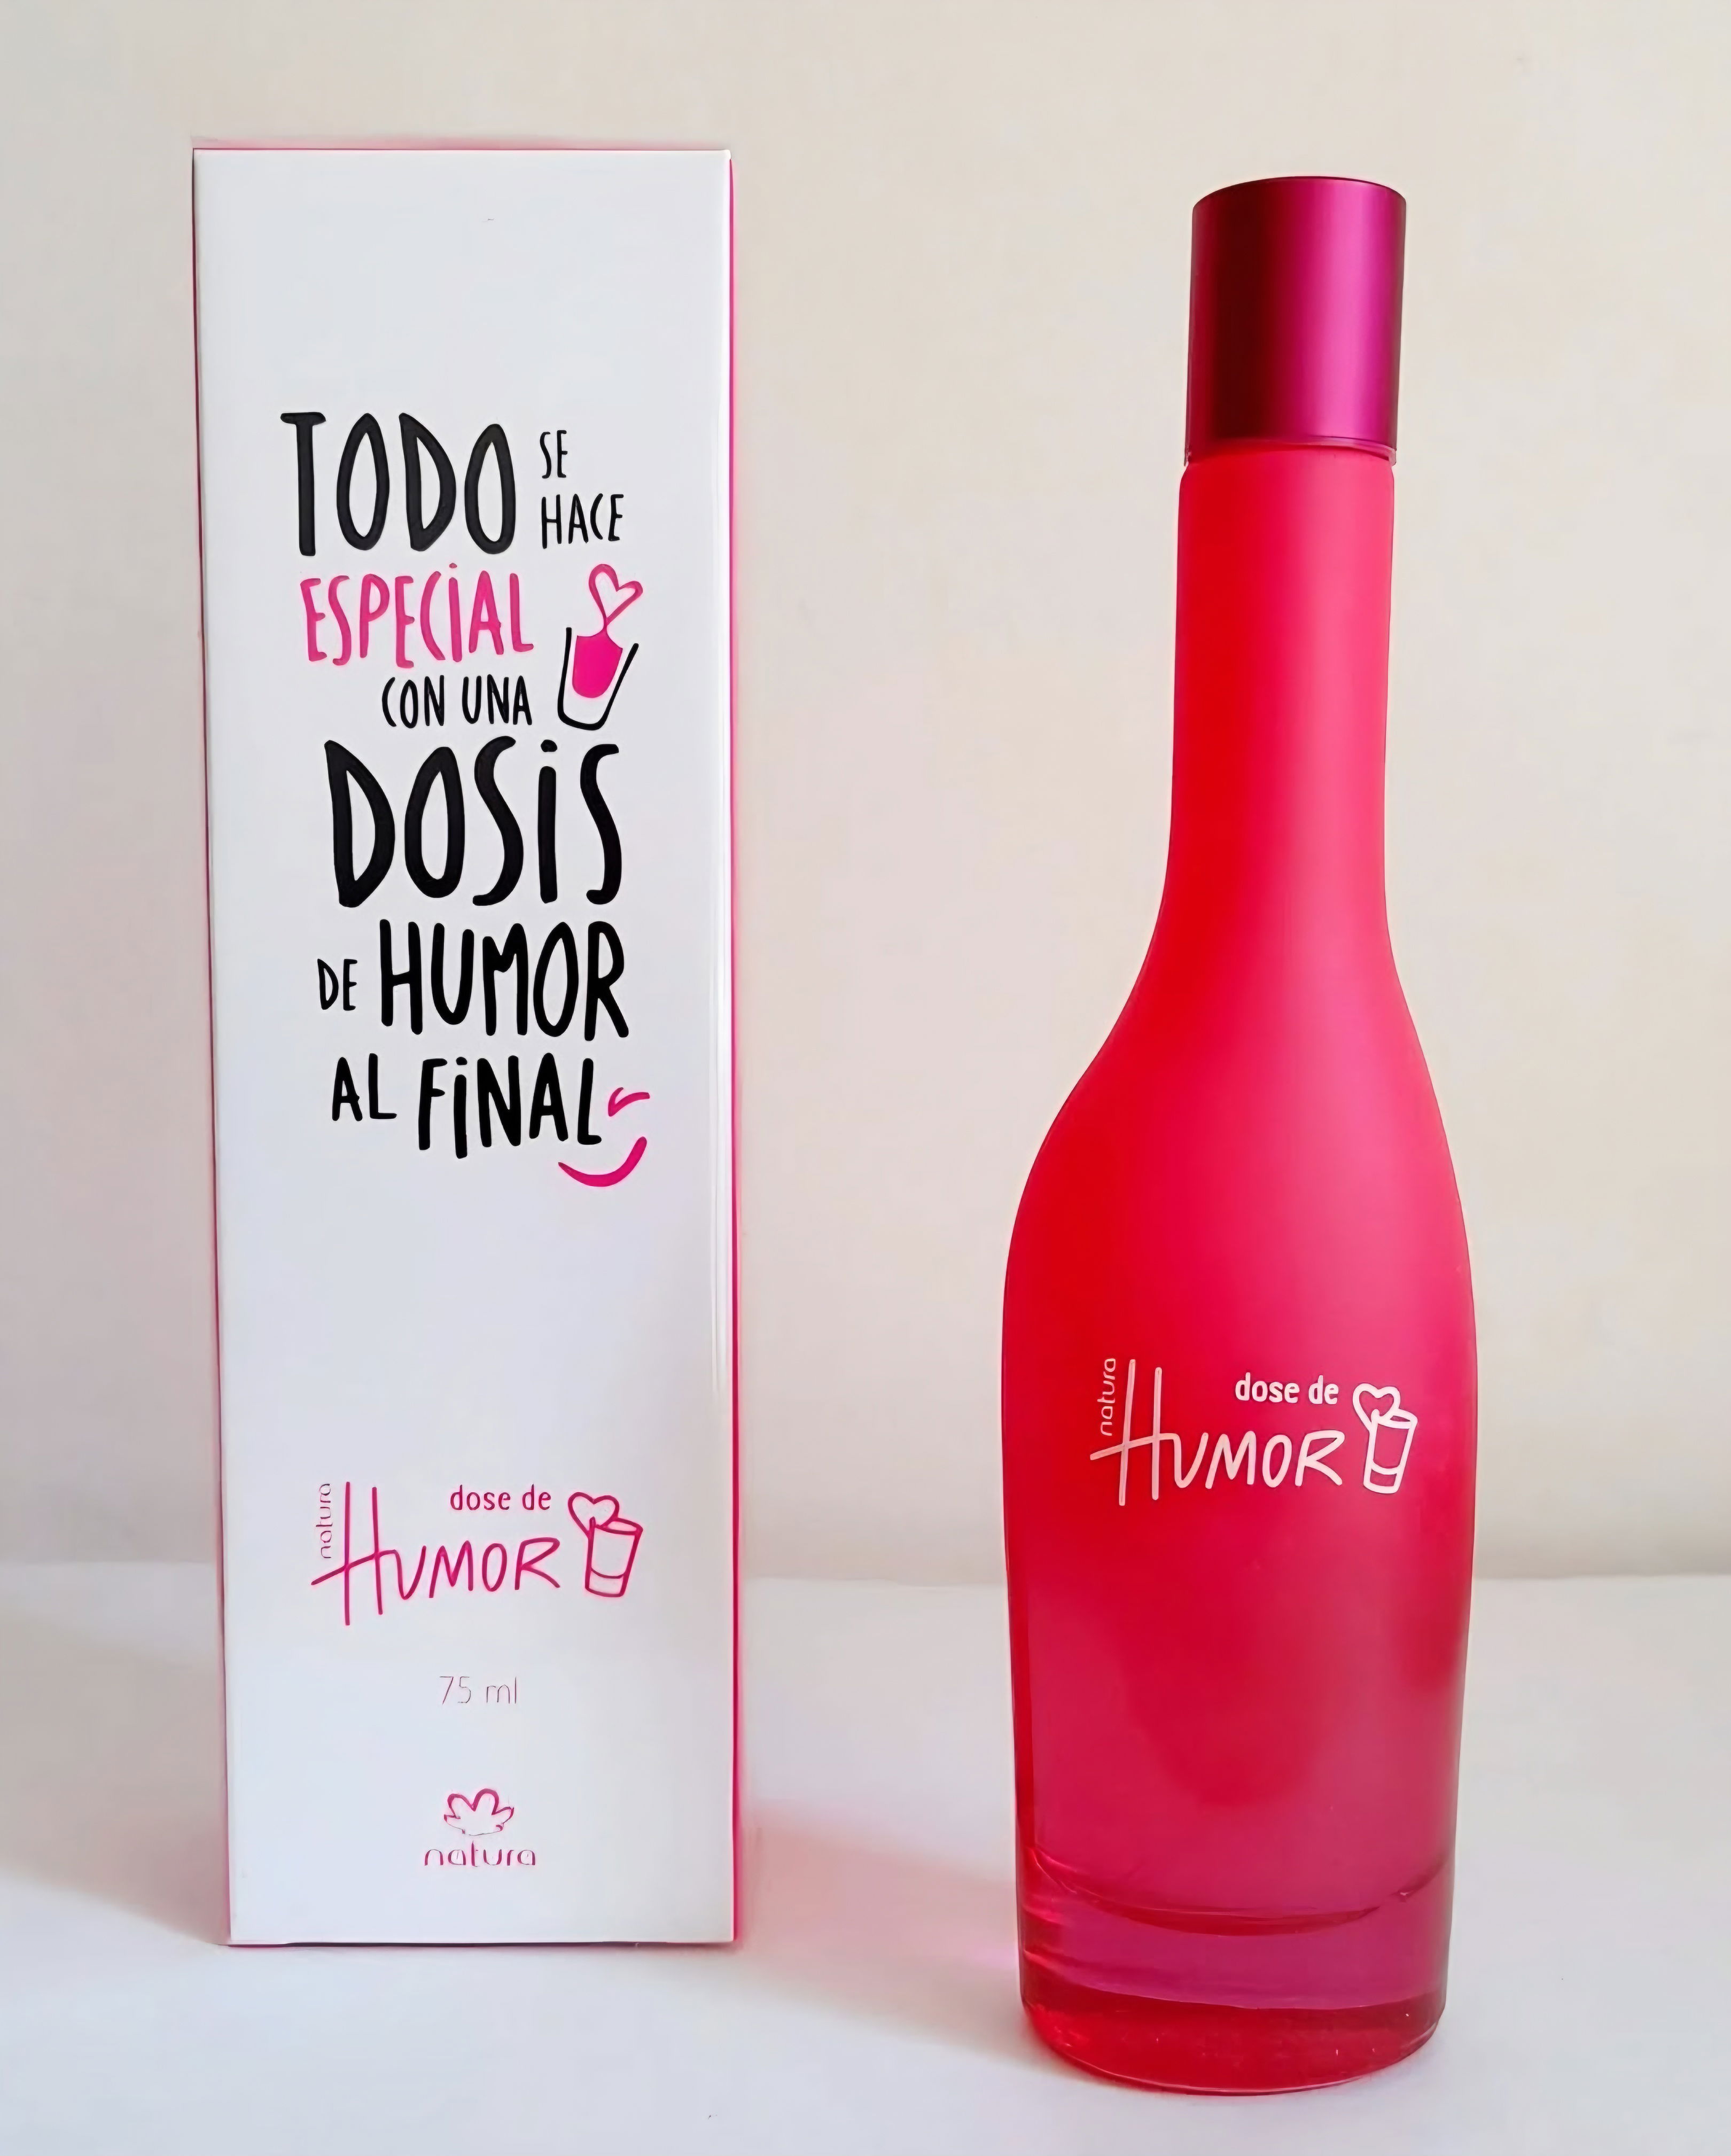 TODO SE
HACE
ESPECiAL
CON UNA
DOSiS
DE HUMOR
AL FiNAL
natura
dose de
HUMOR
75 ml
natura
natura
dose de
HUMOR